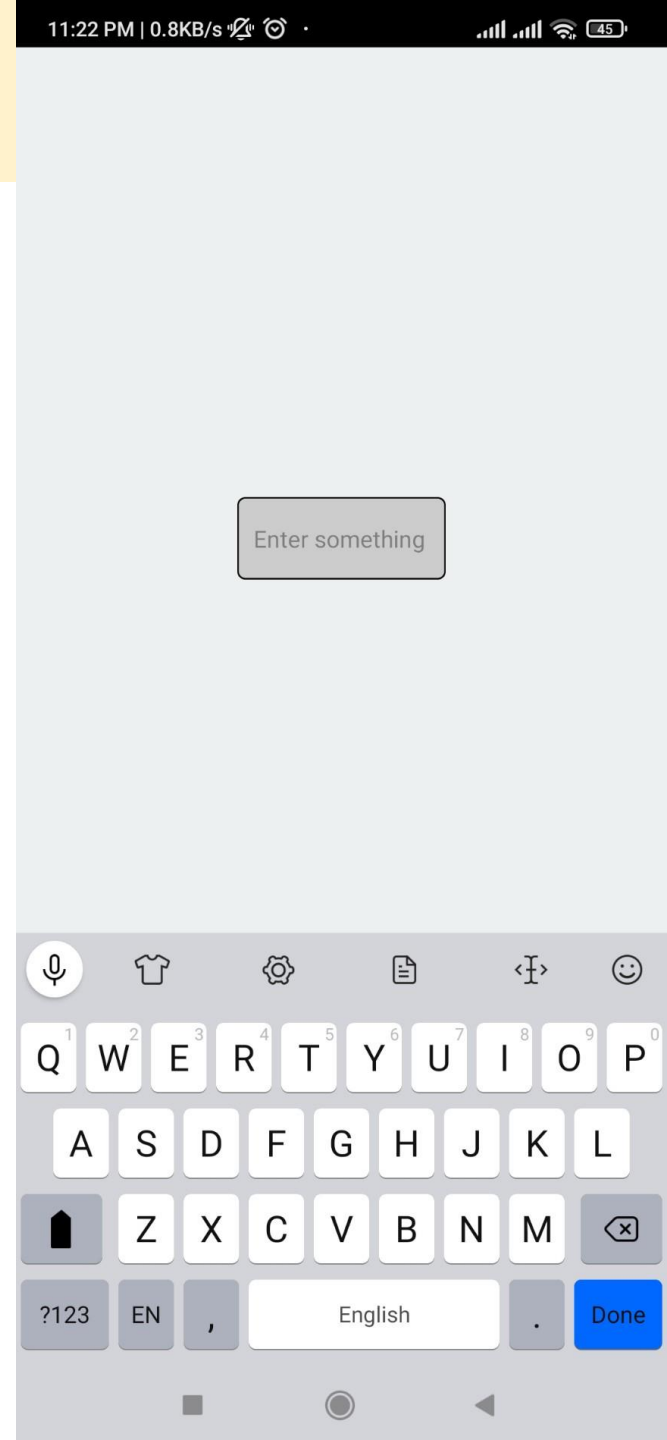 11:22 PM | 0.8KB/s 45
Enter something
1 2 3 4 5 6 7 8 9 0
Q W E R T Y U I O P
A S D F G H J K L
Z X C V B N M
?123 EN , English . Done